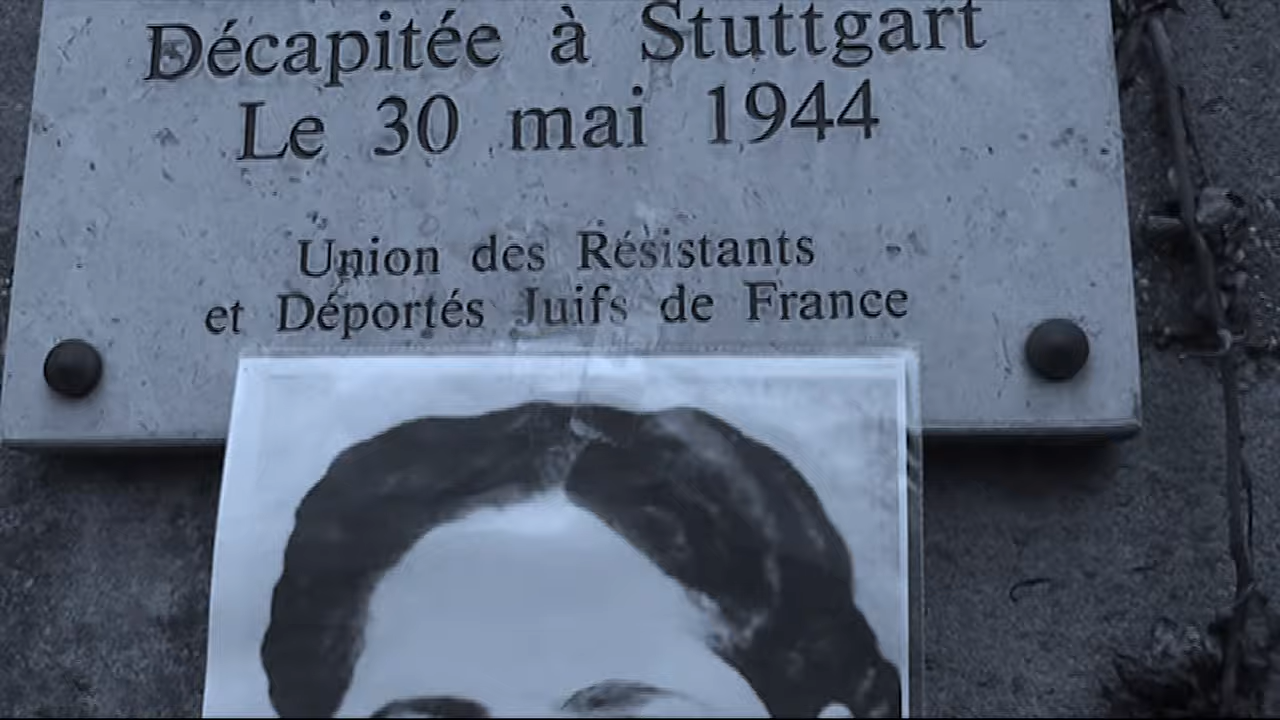 Décapitée à Stuttgart
Le 30 mai 1944
Union des Résistants
et Déportés Juifs de France